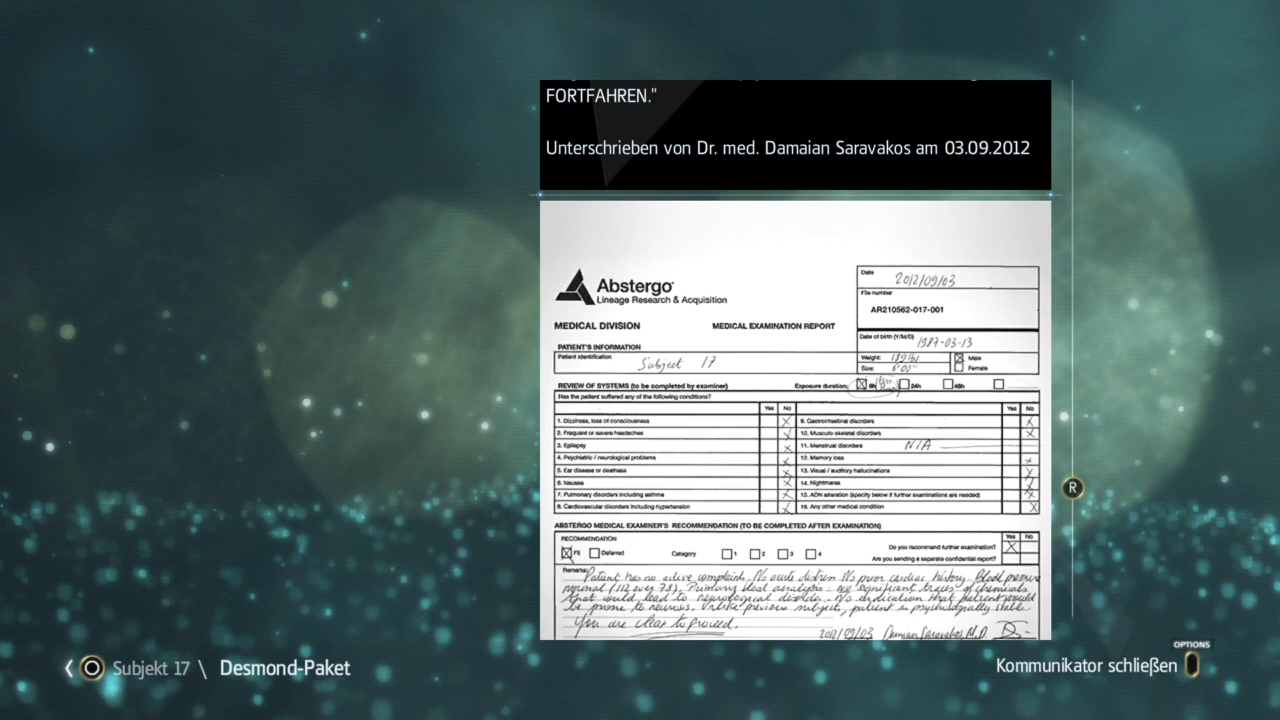 FORTFAHREN."
Unterschrieben von Dr. med. Damaian Saravakos am 03.09.2012
Abstergo
Lineage Research & Acquisition
Date
2012/09/03
File number
AR210562-017-001
MEDICAL DIVISION
MEDICAL EXAMINATION REPORT
Date of birth (Y/M/D)
1987-03-13
PATIENT'S INFORMATION
Patient Identification
Subject 17
Weight: 189 lbs
Male
Size: 6'00"
Female
REVIEW OF SYSTEMS (to be completed by examiner)
Exposure duration: 8h 24h 48h
Has the patient suffered any of the following conditions?
Yes No Yes No
1. Dizziness, loss of consciousness
9. Gastrointestinal disorders
2. Frequent or severe headaches
10. Musculo-skeletal disorders
3. Epilepsy
11. Menstrual disorders N/A
4. Psychiatric / neurological problems
12. Memory loss
5. Ear disease or deafness
13. Visual / auditory hallucinations
6. Nausea
14. Nightmares
7. Pulmonary disorders including asthma
15. ADN alteration (specify below if further examinations are needed)
8. Cardiovascular disorders including hypertension
16. Any other medical condition
ABSTERGO MEDICAL EXAMINER'S RECOMMENDATION (TO BE COMPLETED AFTER EXAMINATION)
RECOMMENDATION
Yes No
Fit Deferred Category 1 2 3 4
Do you recommend further examination?
Are you sending a separate confidential report?
Remarks:
Patient has no active complaints. No acute distress. No prior cardiac history. Blood pressure
normal (112 over 78). Primary blood analysis: no significant traces of chemicals
that would lead to neurological disorder. No indication that patient would
be prone to neurosis. Unlike previous subject, patient is psychologically stable.
You are clear to proceed.
2012/09/03 Damian Saravakos, M.D.
R
OPTIONS
Subjekt 17 \ Desmond-Paket
Kommunikator schließen